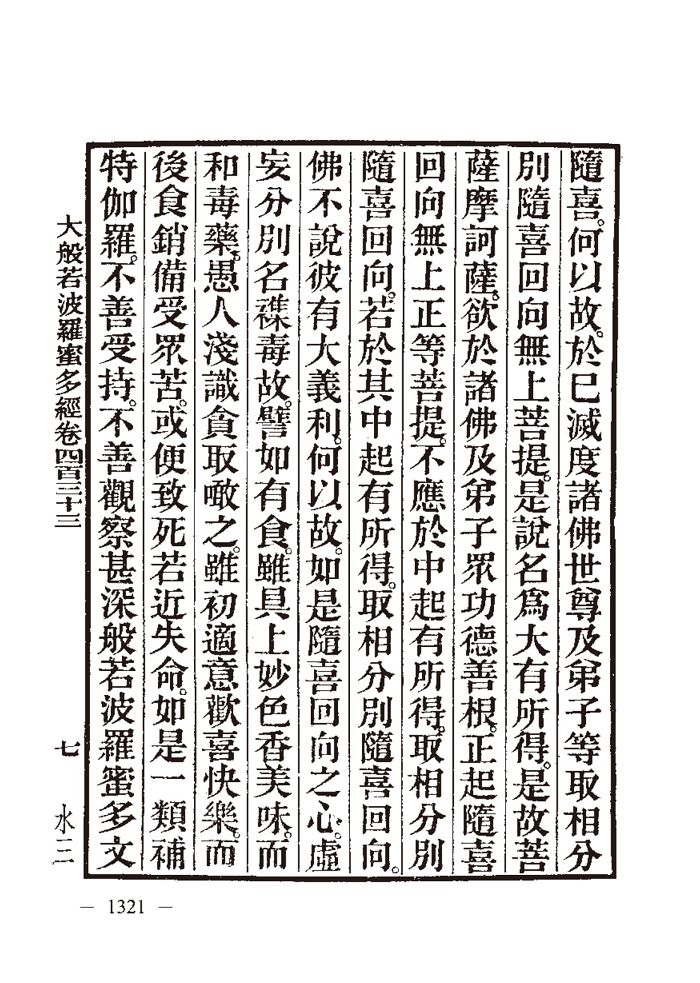 隨喜。何以故。於已滅度諸佛世尊及弟子等取相分
別隨喜回向無上菩提。是說名爲大有所得。是故菩
薩摩訶薩。欲於諸佛及弟子眾功德善根。正起隨喜
回向無上正等菩提。不應於中起有所得。取相分別
隨喜回向。若於其中起有所得。取相分別隨喜回向。
佛不說彼有大義利。何以故。如是隨喜回向之心。虛
妄分別名襍毒故。譬如有食。雖具上妙色香美味。而
和毒藥。愚人淺識貪取噉之。雖初適意歡喜快樂。而
後食銷備受眾苦。或便致死若近失命。如是一類補
特伽羅。不善受持。不善觀察甚深般若波羅蜜多文
大般若波羅蜜多經卷四百三十三
七
水三
— 1321 —